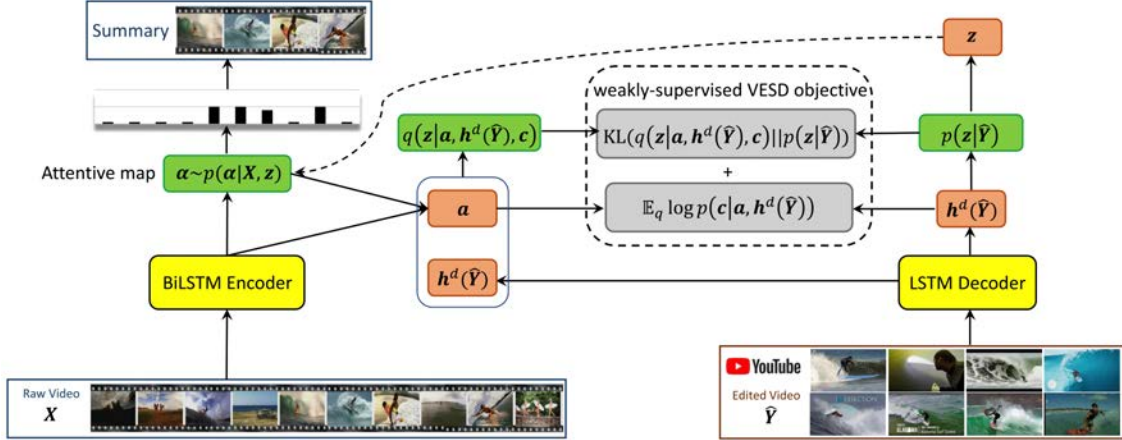 Summary
z
weakly-supervised VESD objective
q(z|a, h^d(Ŷ), c)
KL(q(z|a, h^d(Ŷ), c)||p(z|Ŷ))
p(z|Ŷ)
Attentive map
α~p(α|X, z)
+
a
𝔼_q log p(c|a, h^d(Ŷ))
h^d(Ŷ)
BiLSTM Encoder
h^d(Ŷ)
LSTM Decoder
YouTube
Raw Video
X
Edited Video
Ŷ